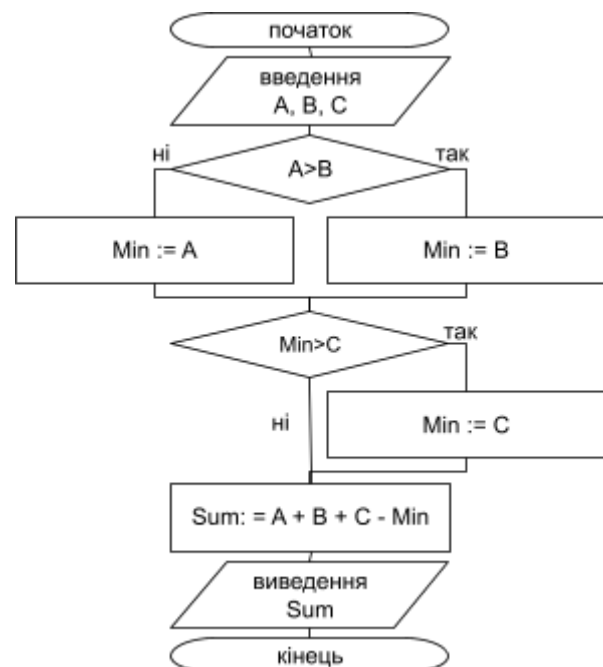 початок
введення
A, B, C
ні
так
A>B
Min := A
Min := B
так
Min>C
ні
Min := C
Sum: = A + B + C - Min
виведення
Sum
кінець